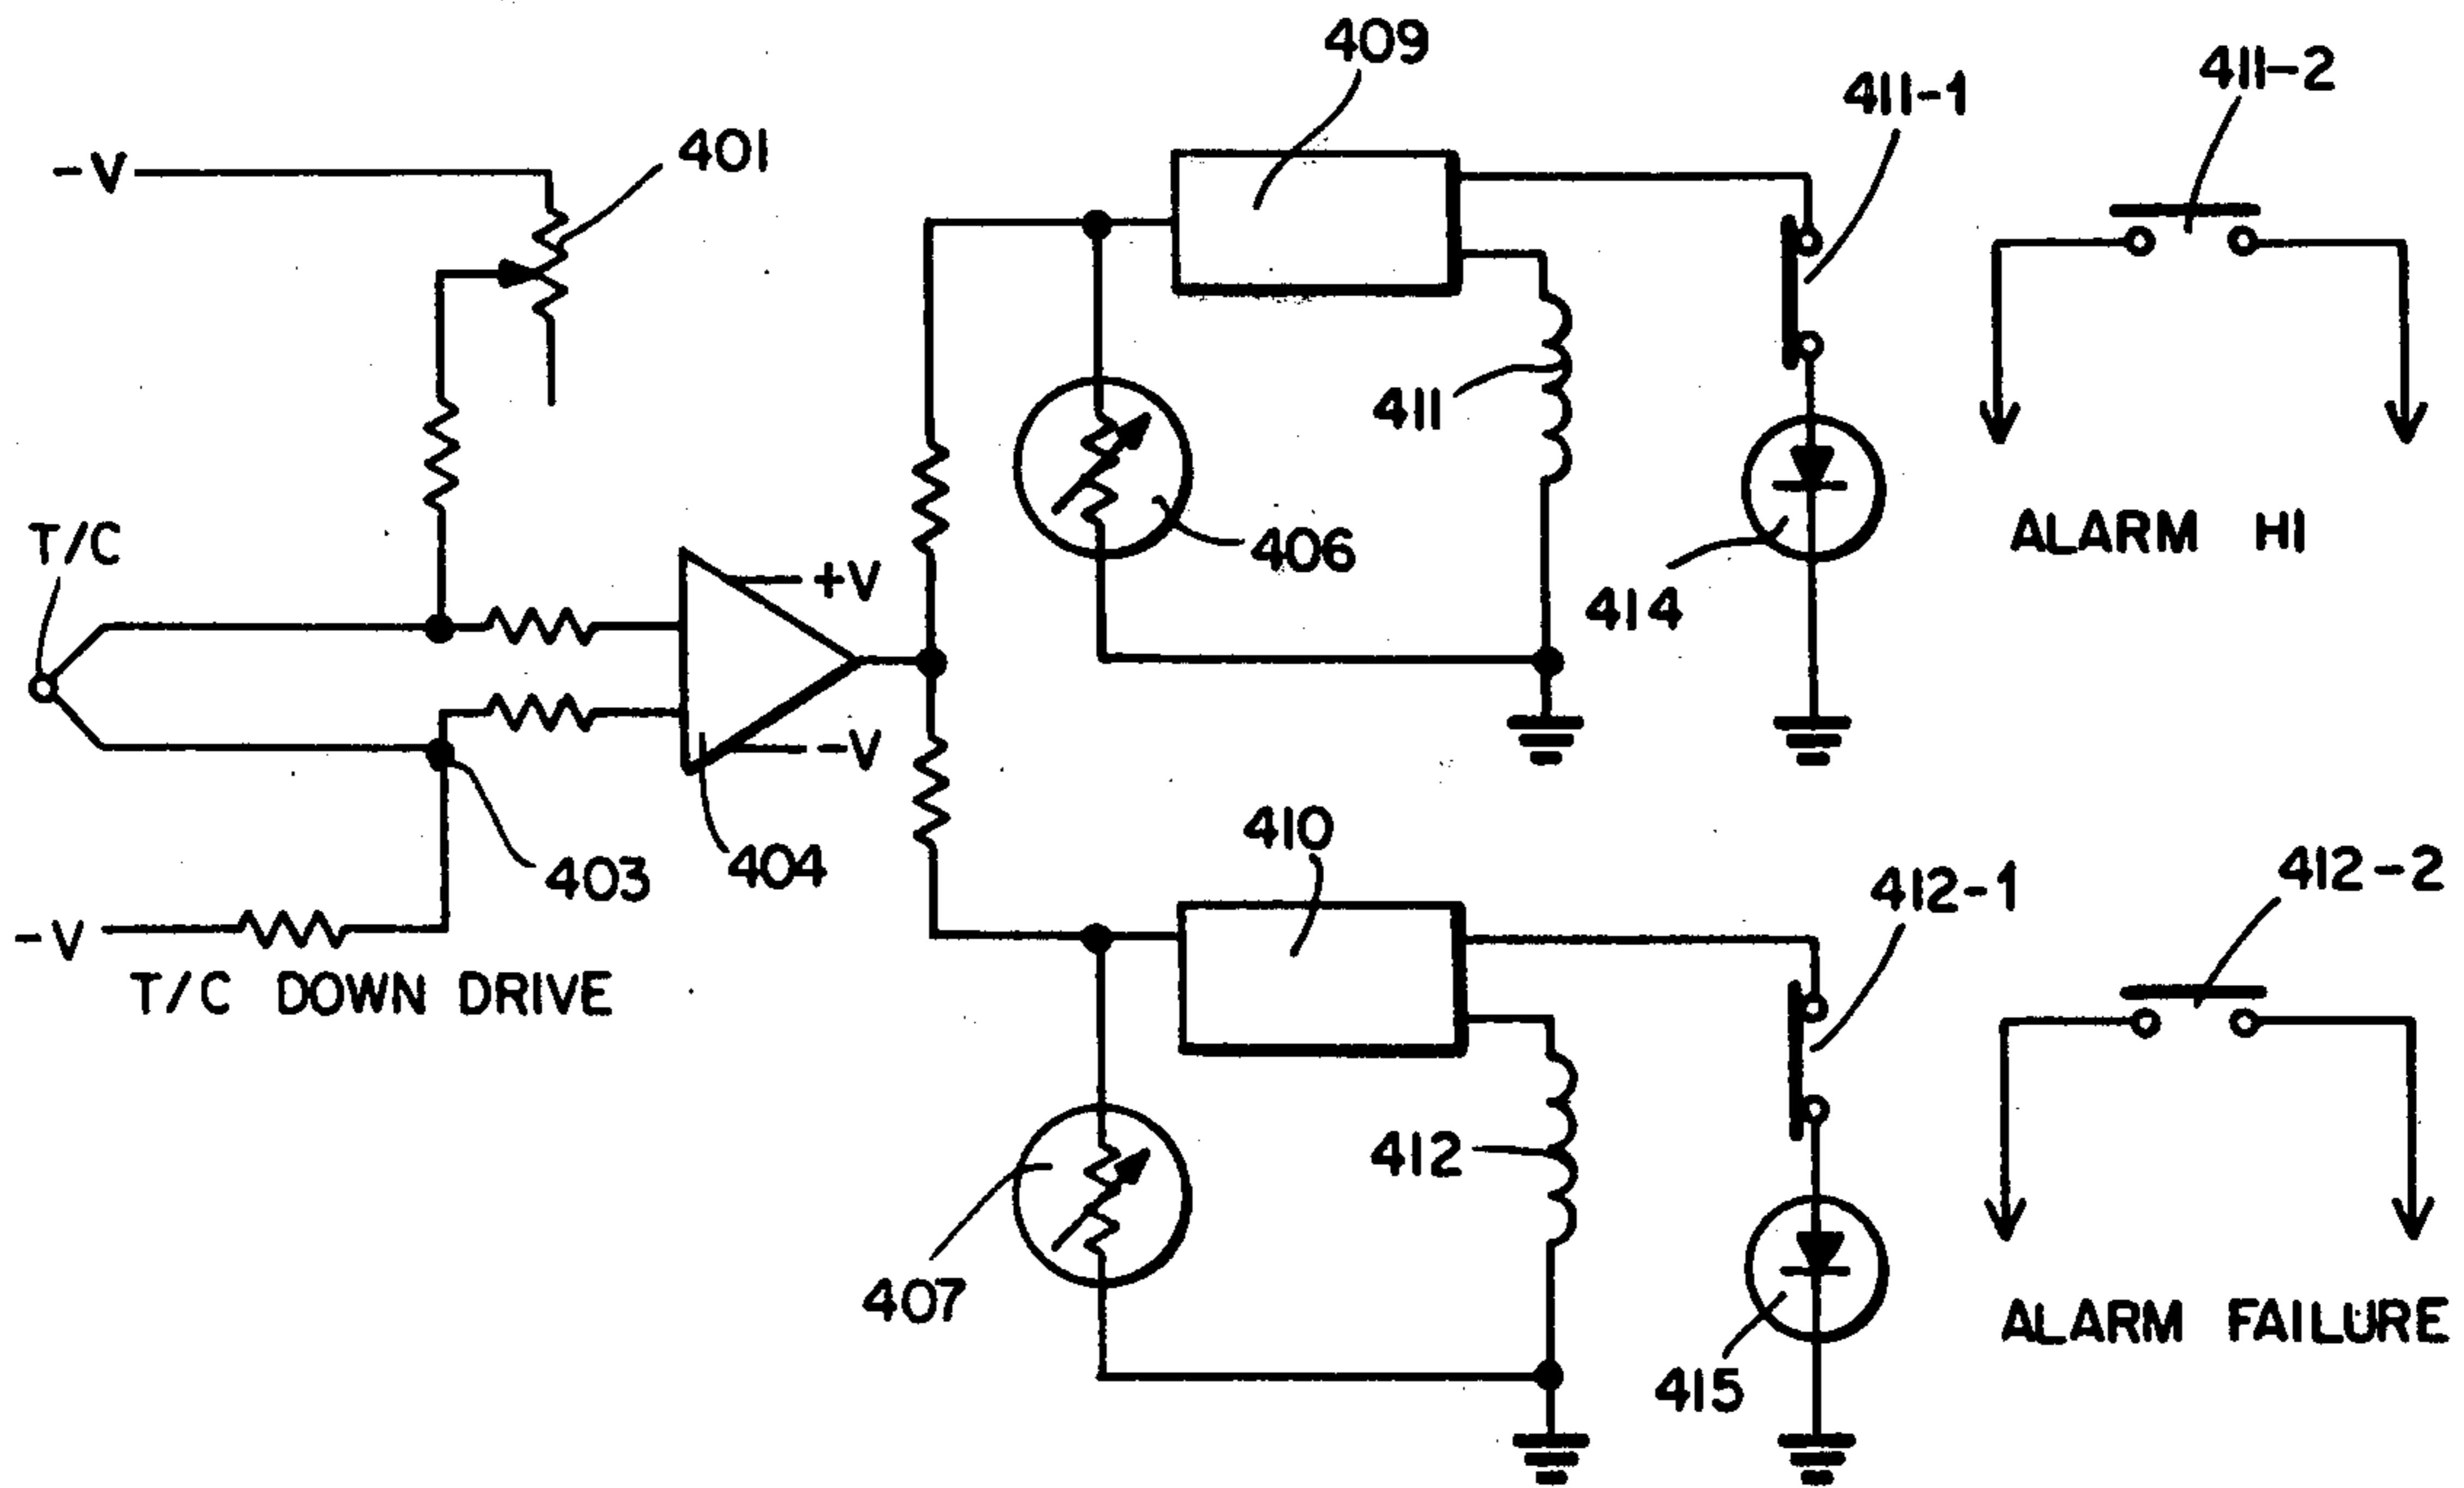 409
411-1
411-2
-V
401
T/C
+V
411
406
ALARM HI
414
-V
410
403
404
412-1
412-2
-V
T/C DOWN DRIVE
412
407
415
ALARM FAILURE